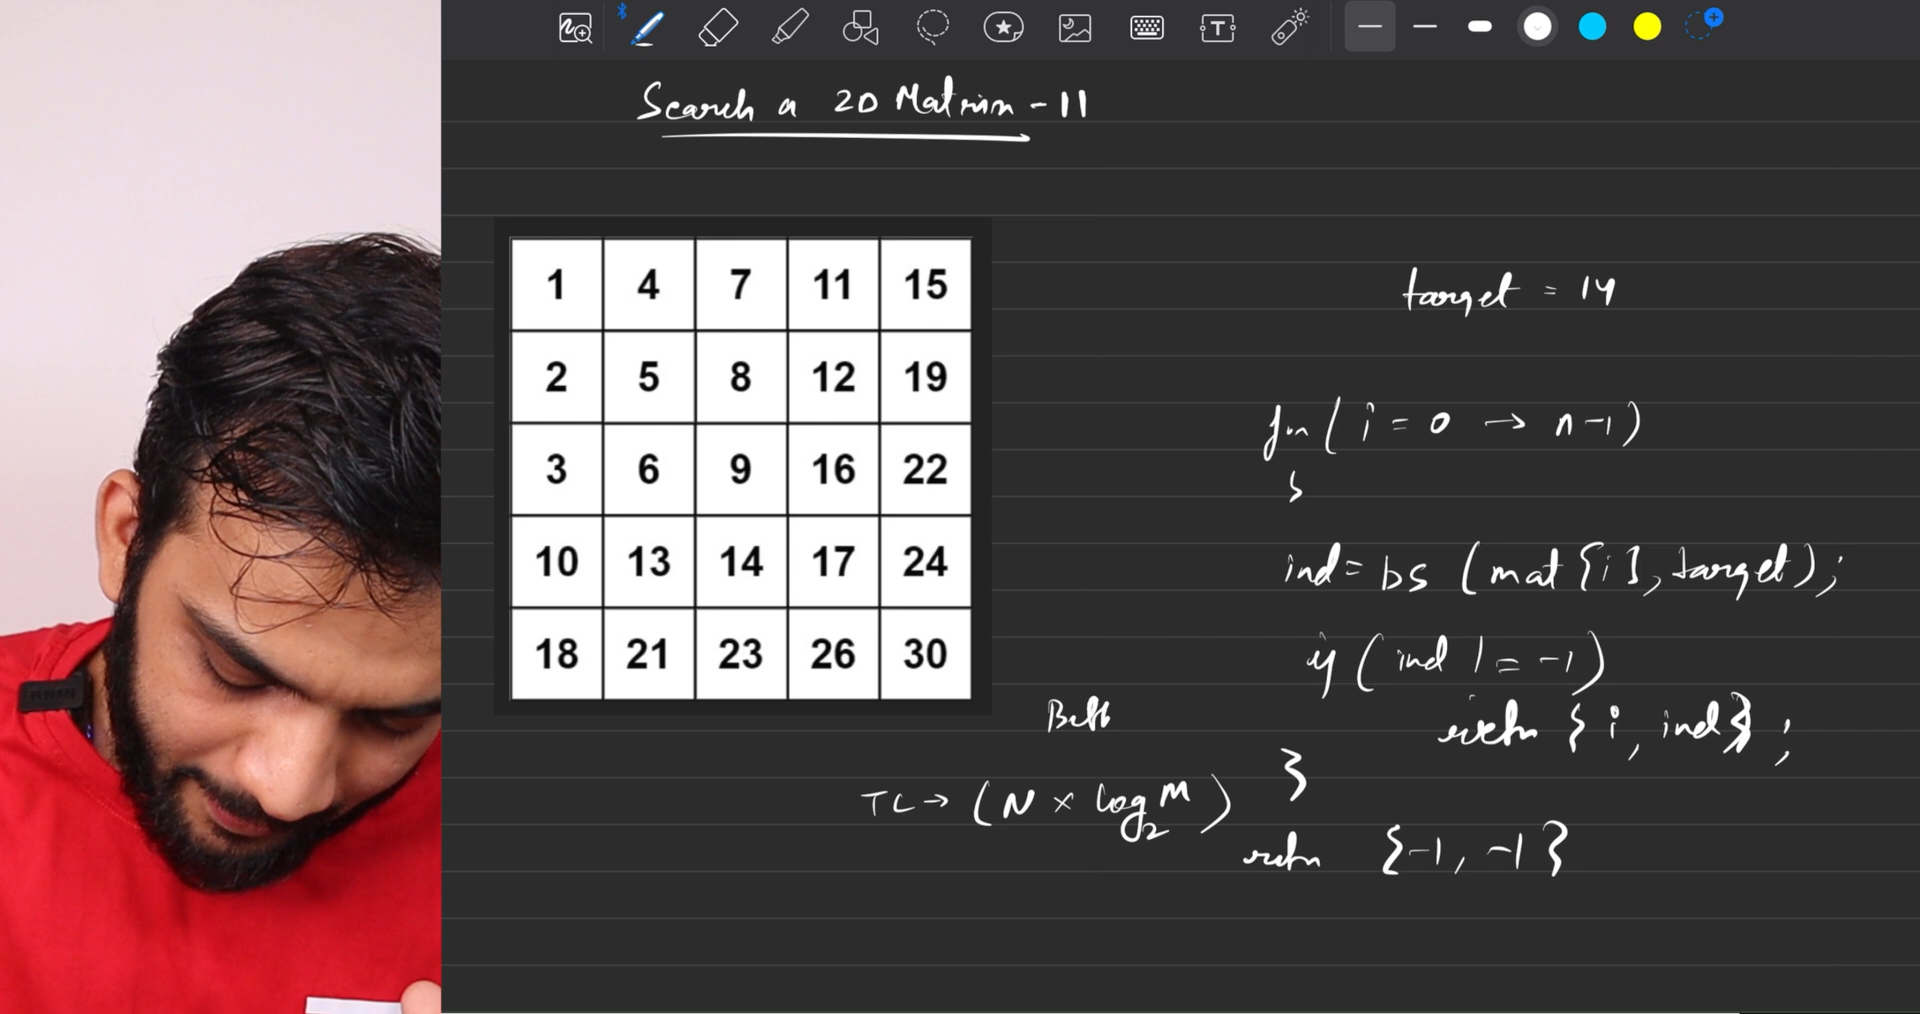 Search a 2D Matrix - II
1 4 7 11 15
2 5 8 12 19
3 6 9 16 22
10 13 14 17 24
18 21 23 26 30
target = 14
for ( i = 0 → n-1 )
{
ind = bs ( mat [i], target ) ;
if ( ind != -1 )
return { i, ind } ;
}
return {-1, -1}
Bett
TC → ( N × log2 M )